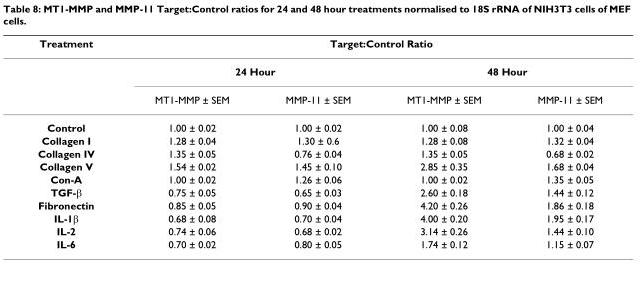 Table 8: MT1-MMP and MMP-11 Target:Control ratios for 24 and 48 hour treatments normalised to 18S rRNA of NIH3T3 cells of MEF
cells.
Treatment Target:Control Ratio
24 Hour 48 Hour
MT1-MMP ± SEM MMP-11 ± SEM MT1-MMP ± SEM MMP-11 ± SEM
Control 1.00 ± 0.02 1.00 ± 0.02 1.00 ± 0.08 1.00 ± 0.04
Collagen I 1.28 ± 0.04 1.30 ± 0.6 1.28 ± 0.08 1.32 ± 0.04
Collagen IV 1.35 ± 0.05 0.76 ± 0.04 1.35 ± 0.05 0.68 ± 0.02
Collagen V 1.54 ± 0.02 1.45 ± 0.10 2.85 ± 0.35 1.68 ± 0.04
Con-A 1.00 ± 0.02 1.26 ± 0.06 1.00 ± 0.02 1.35 ± 0.05
TGF-β 0.75 ± 0.05 0.65 ± 0.03 2.60 ± 0.18 1.44 ± 0.12
Fibronectin 0.85 ± 0.05 0.90 ± 0.04 4.20 ± 0.26 1.86 ± 0.18
IL-1β 0.68 ± 0.08 0.70 ± 0.04 4.00 ± 0.20 1.95 ± 0.17
IL-2 0.74 ± 0.06 0.68 ± 0.02 3.14 ± 0.26 1.44 ± 0.10
IL-6 0.70 ± 0.02 0.80 ± 0.05 1.74 ± 0.12 1.15 ± 0.07